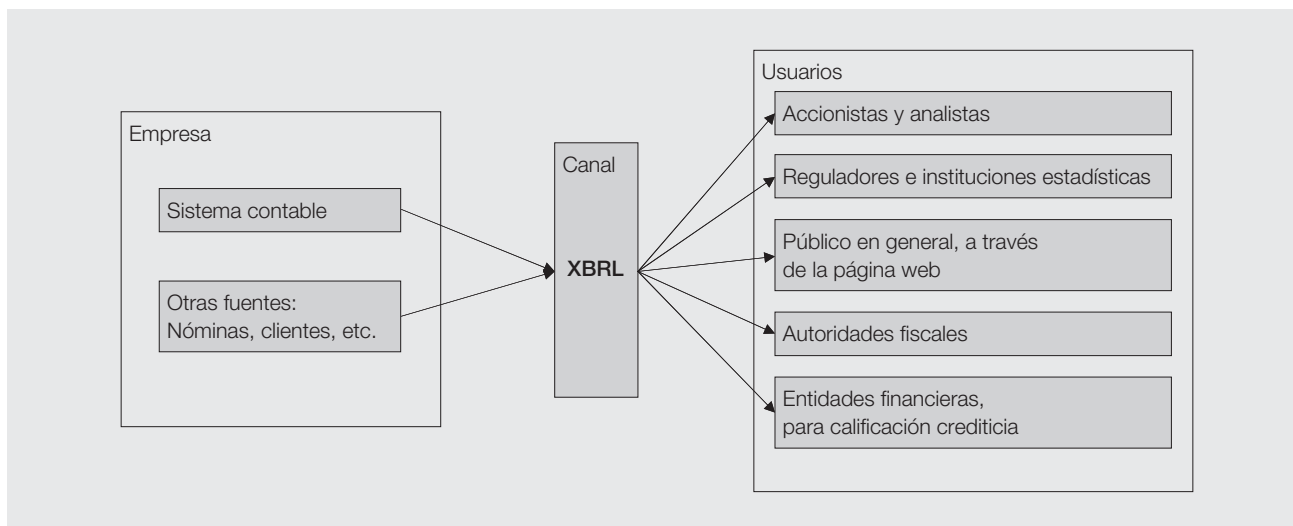 Empresa
Sistema contable
Otras fuentes:
Nóminas, clientes, etc.
Canal
XBRL
Usuarios
Accionistas y analistas
Reguladores e instituciones estadísticas
Público en general, a través
de la página web
Autoridades fiscales
Entidades financieras,
para calificación crediticia